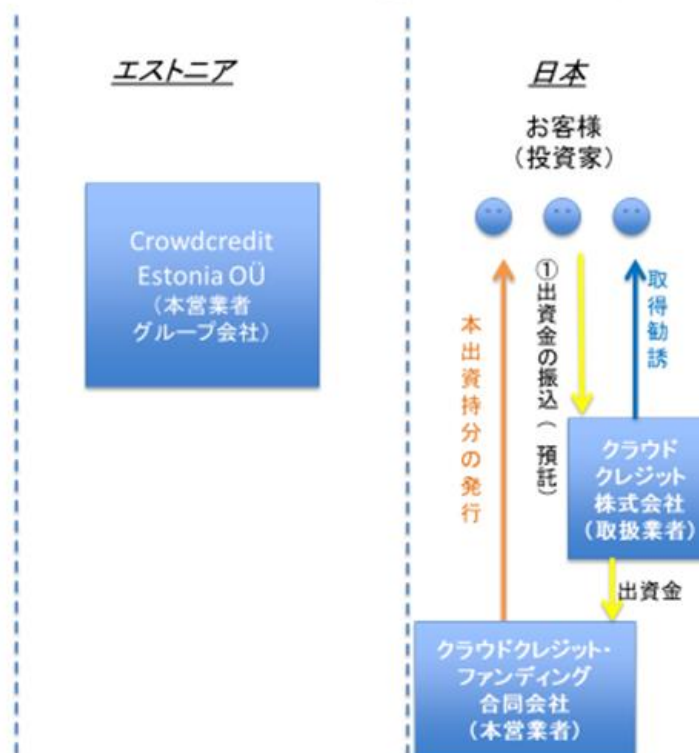 エストニア
日本
お客様
（投資家）
Crowdcredit
Estonia OÜ
（本営業者
グループ会社）
本出資持分の発行
①出資金の振込（預託）
取得勧誘
クラウド
クレジット
株式会社
（取扱業者）
出資金
クラウドクレジット・
ファンディング
合同会社
（本営業者）